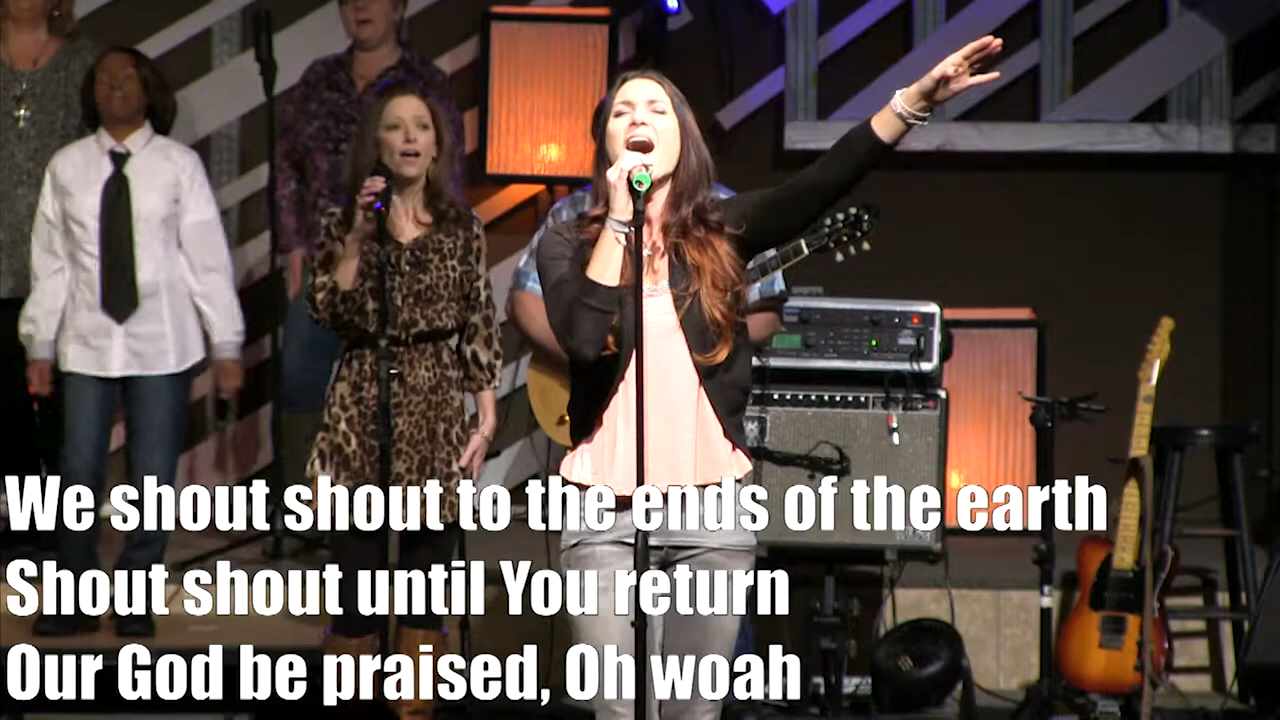 We shout shout to the ends of the earth
Shout shout until You return
Our God be praised, Oh woah